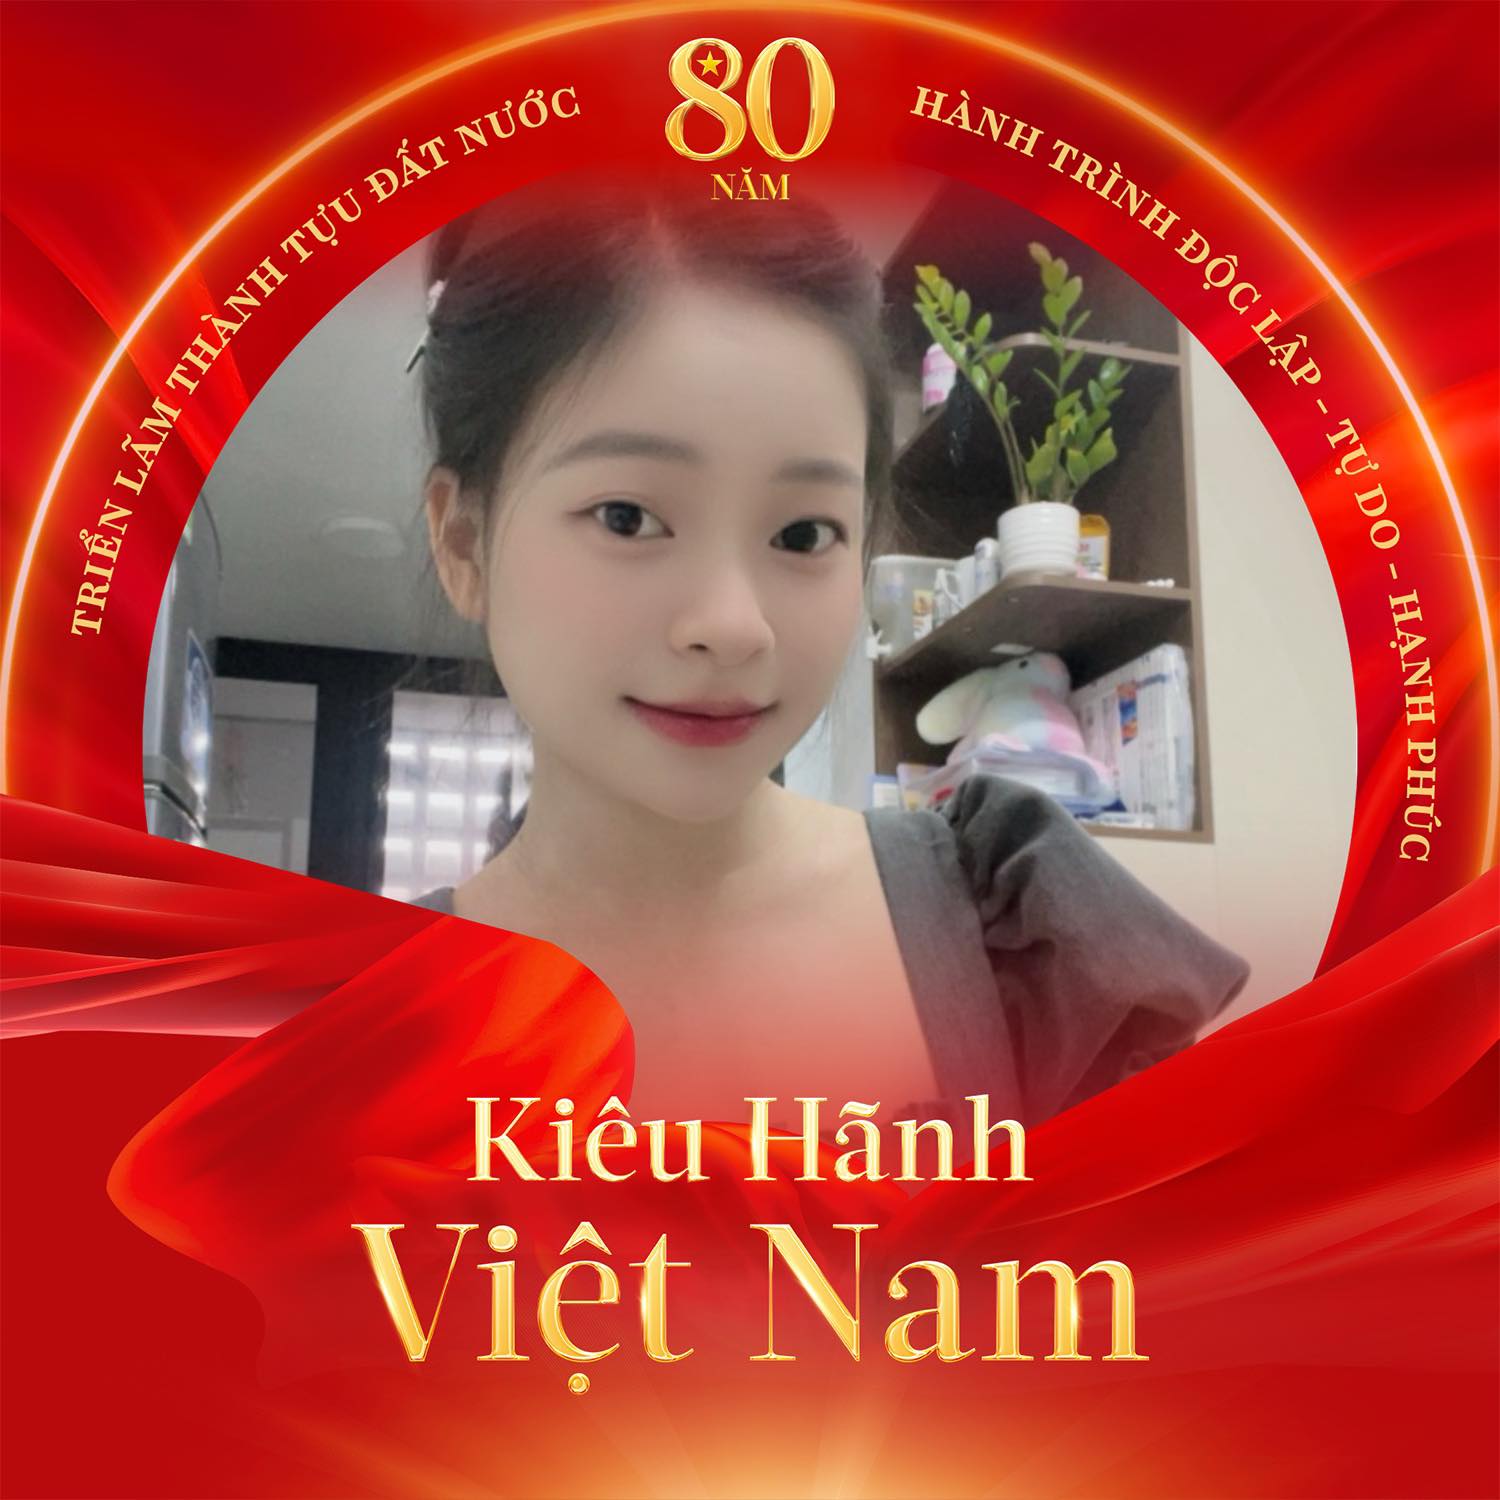 80
NĂM
TRIỂN LÃM THÀNH TỰU ĐẤT NƯỚC
HÀNH TRÌNH ĐỘC LẬP - TỰ DO - HẠNH PHÚC
Kiêu Hãnh
Việt Nam